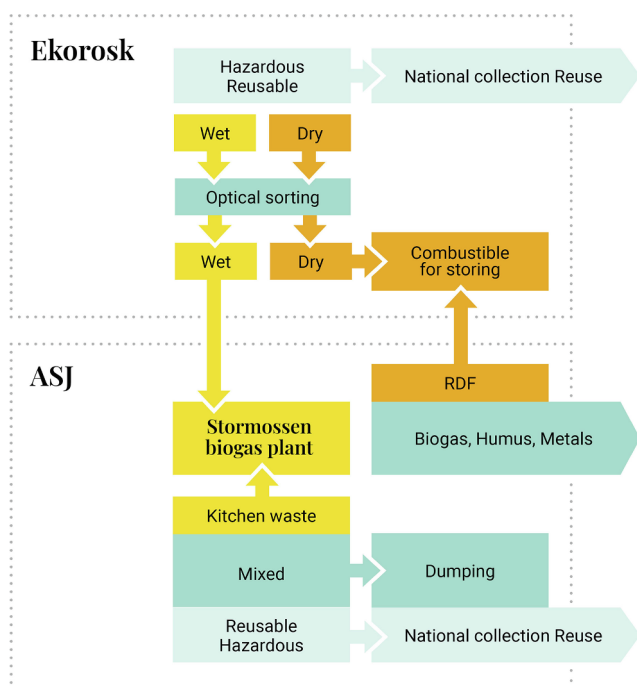 Ekorosk
Hazardous
Reusable
National collection Reuse
Wet
Dry
Optical sorting
Wet
Dry
Combustible
for storing
ASJ
RDF
Stormossen
biogas plant
Biogas, Humus, Metals
Kitchen waste
Mixed
Dumping
Reusable
Hazardous
National collection Reuse